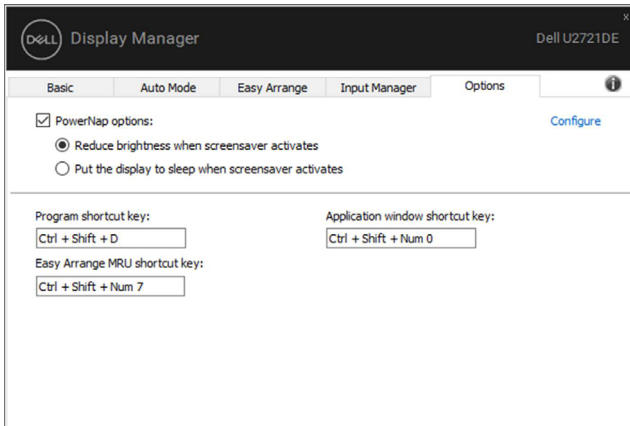 x
DELL Display Manager
Dell U2721DE
Basic Auto Mode Easy Arrange Input Manager Options i
PowerNap options: Configure
Reduce brightness when screensaver activates
Put the display to sleep when screensaver activates
Program shortcut key: Application window shortcut key:
Ctrl + Shift + D Ctrl + Shift + Num 0
Easy Arrange MRU shortcut key:
Ctrl + Shift + Num 7